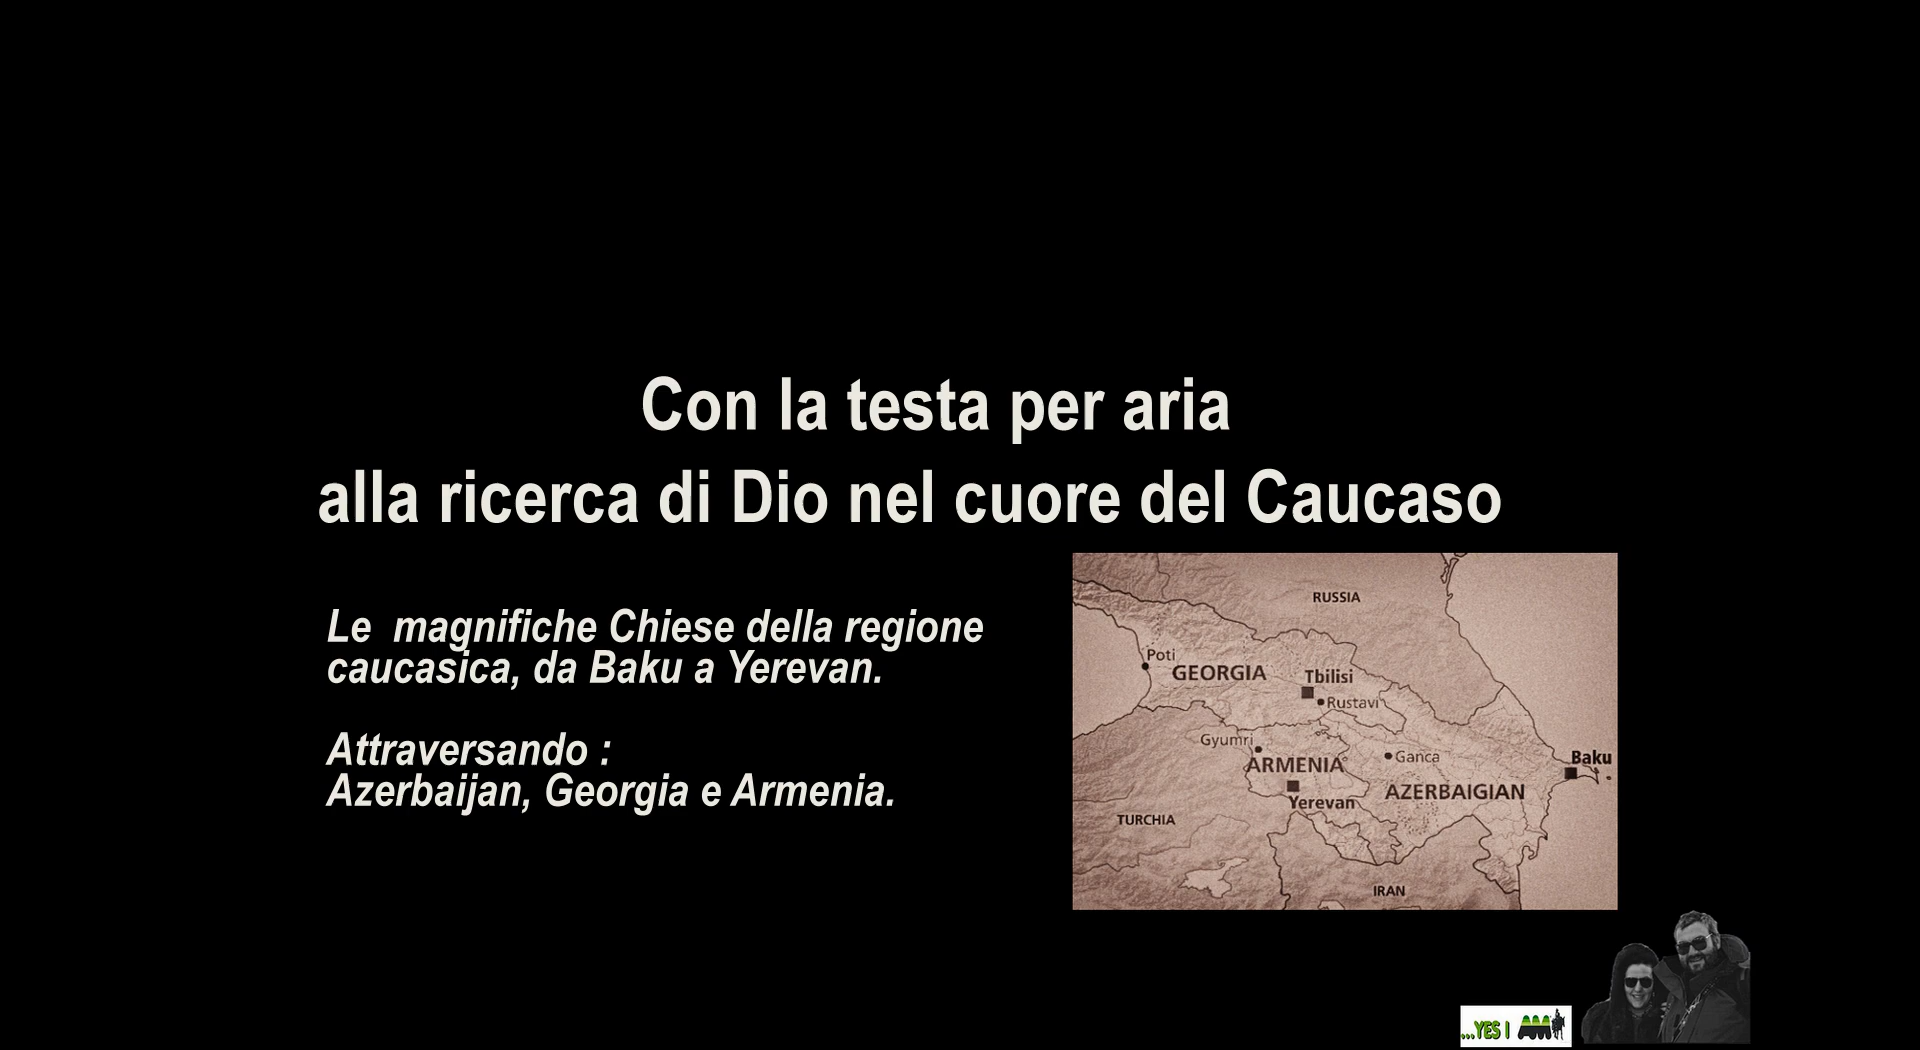 Con la testa per aria
alla ricerca di Dio nel cuore del Caucaso
Le magnifiche Chiese della regione
caucasica, da Baku a Yerevan.
Attraversando :
Azerbaijan, Georgia e Armenia.
RUSSIA
Poti
GEORGIA
Tbilisi
Rustavi
Gyumri
Ganca
Baku
ARMENIA
AZERBAIGIAN
Yerevan
TURCHIA
IRAN
...YES I AM